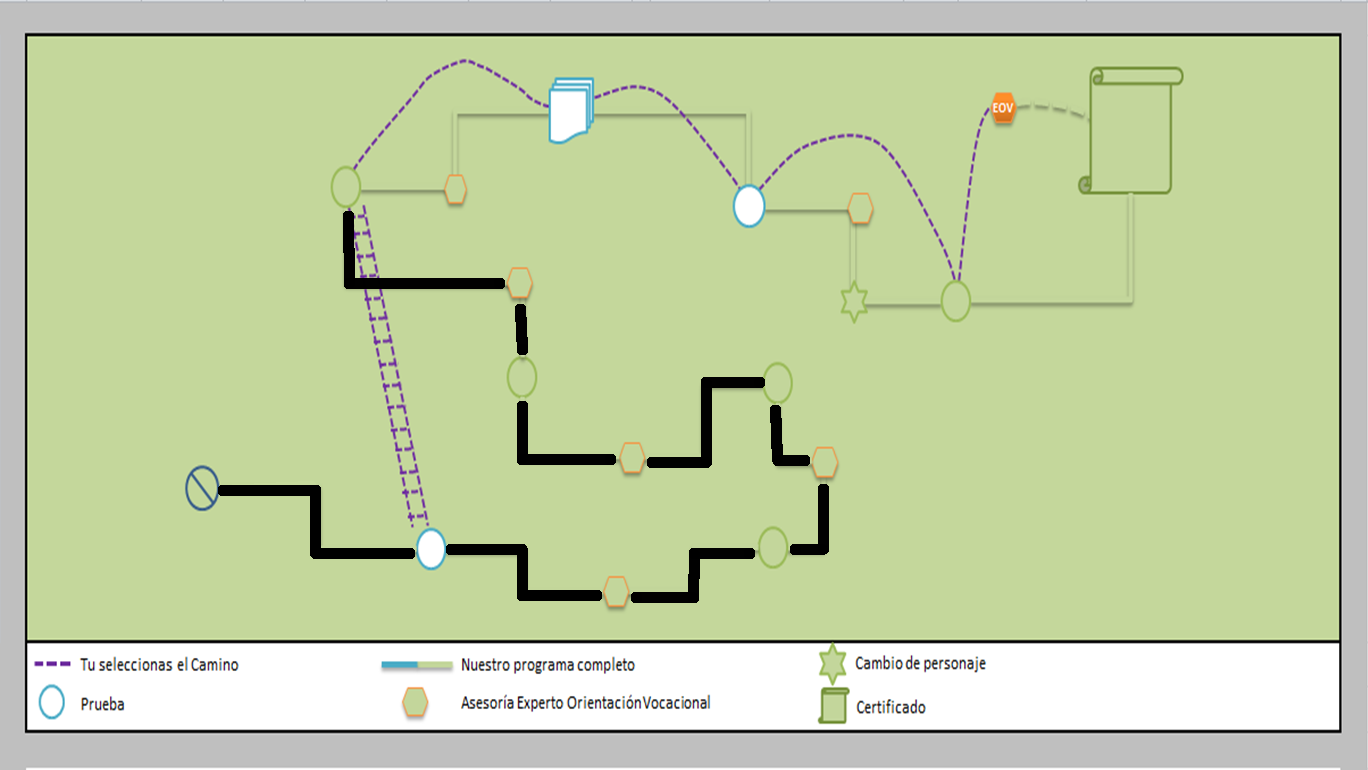 EOV
Tu seleccionas el Camino
Nuestro programa completo
Cambio de personaje
Prueba
Asesoría Experto Orientación Vocacional
Certificado